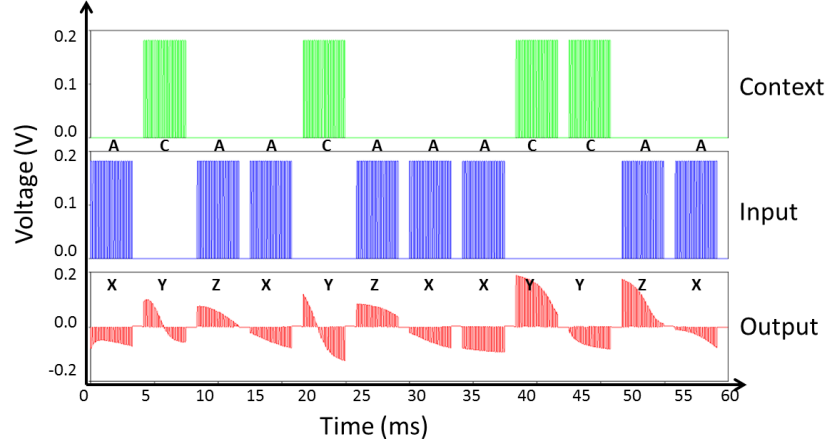 0.2
0.1
0.0
Context
A C A A C A A A C C A A
0.2
0.1
0.0
Voltage (V)
Input
X Y Z X Y Z X X Y Y Z X
0.2
0.0
-0.2
Output
0 5 10 15 20 25 30 35 40 45 50 55 60
Time (ms)